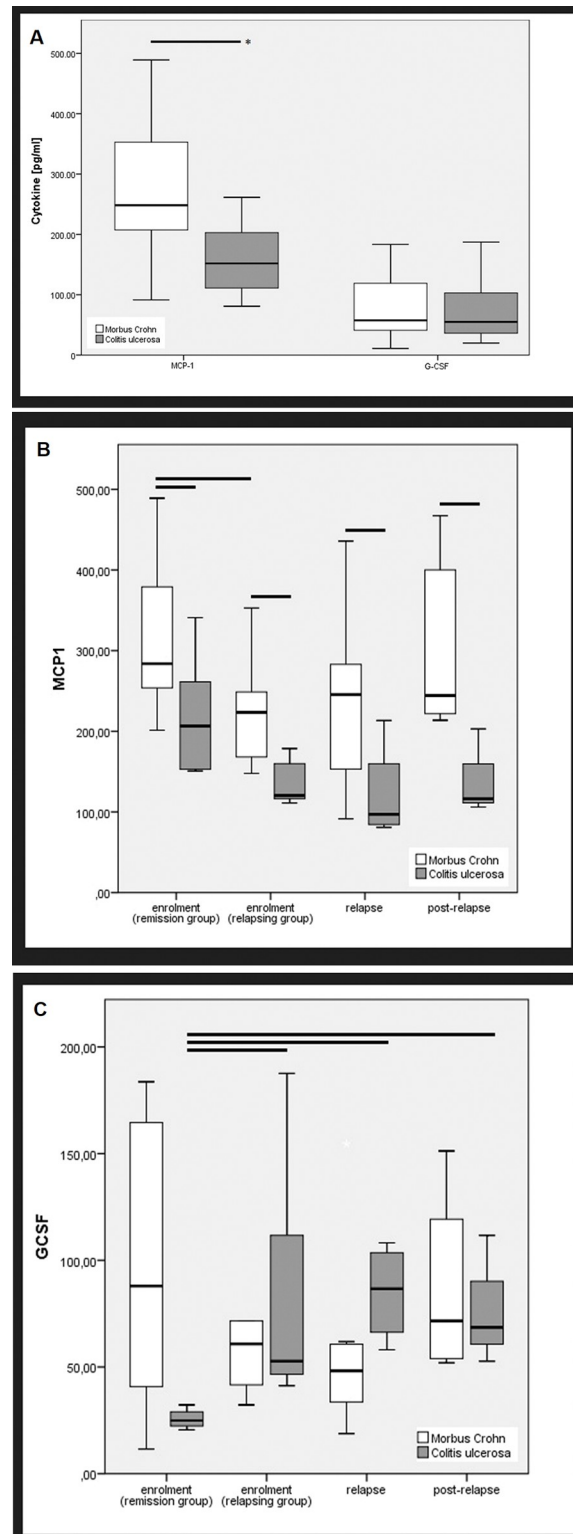 A
Cytokine [pg/ml]
500.00
400.00
300.00
200.00
100.00
0
*
Morbus Crohn
Colitis ulcerosa
MCP-1
G-CSF
B
MCP1
500,00
400,00
300,00
200,00
100,00
,00
Morbus Crohn
Colitis ulcerosa
enrolment
(remission group)
enrolment
(relapsing group)
relapse
post-relapse
C
GCSF
200,00
150,00
100,00
50,00
,00
Morbus Crohn
Colitis ulcerosa
enrolment
(remission group)
enrolment
(relapsing group)
relapse
post-relapse